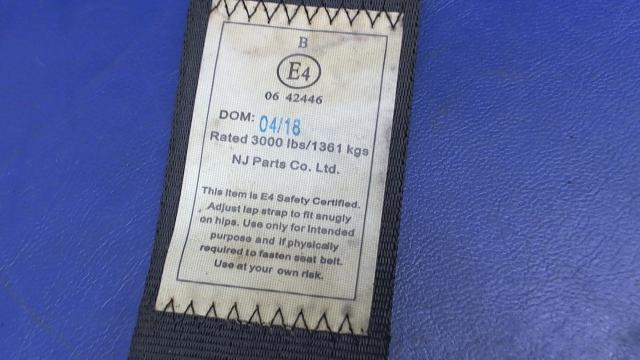 B
E4
06 42446
DOM: 04/18
Rated 3000 lbs/1361 kgs
NJ Parts Co. Ltd.
This item is E4 Safety Certified.
Adjust lap strap to fit snugly
on hips. Use only for intended
purpose and if physically
required to fasten seat belt.
Use at your own risk.